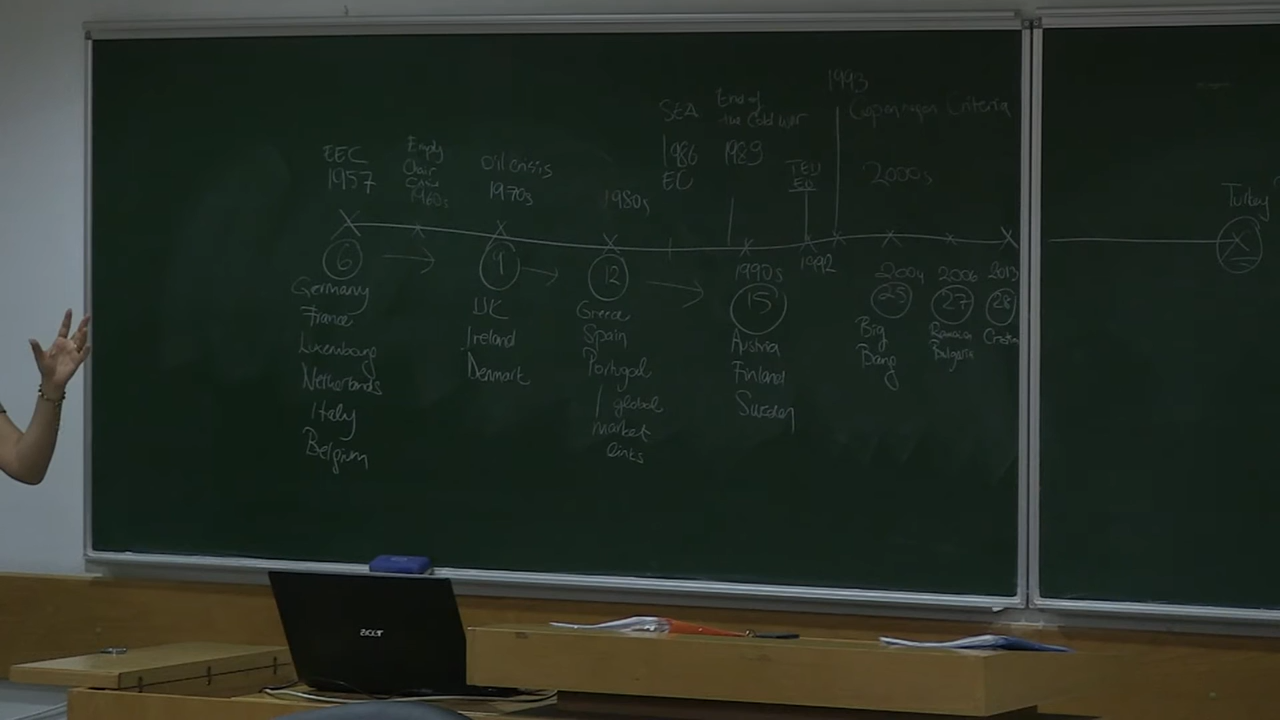 1993
SEA
End of
the Cold war
Copenhagen Criteria
EEC
1957
Empty
Chair
1960s
Oil crisis
1970s
1980s
1986
EC
1989
TEU
EU
2000s
Turkey
6
9
12
1990s
15
1992
2004
25
2006
27
2013
28
X
Germany
France
Luxembourg
Netherlands
Italy
Belgium
UK
Ireland
Denmark
Greece
Spain
Portugal
global
market
links
Austria
Finland
Sweden
Big
Bang
Romania
Bulgaria
Croatia
acer